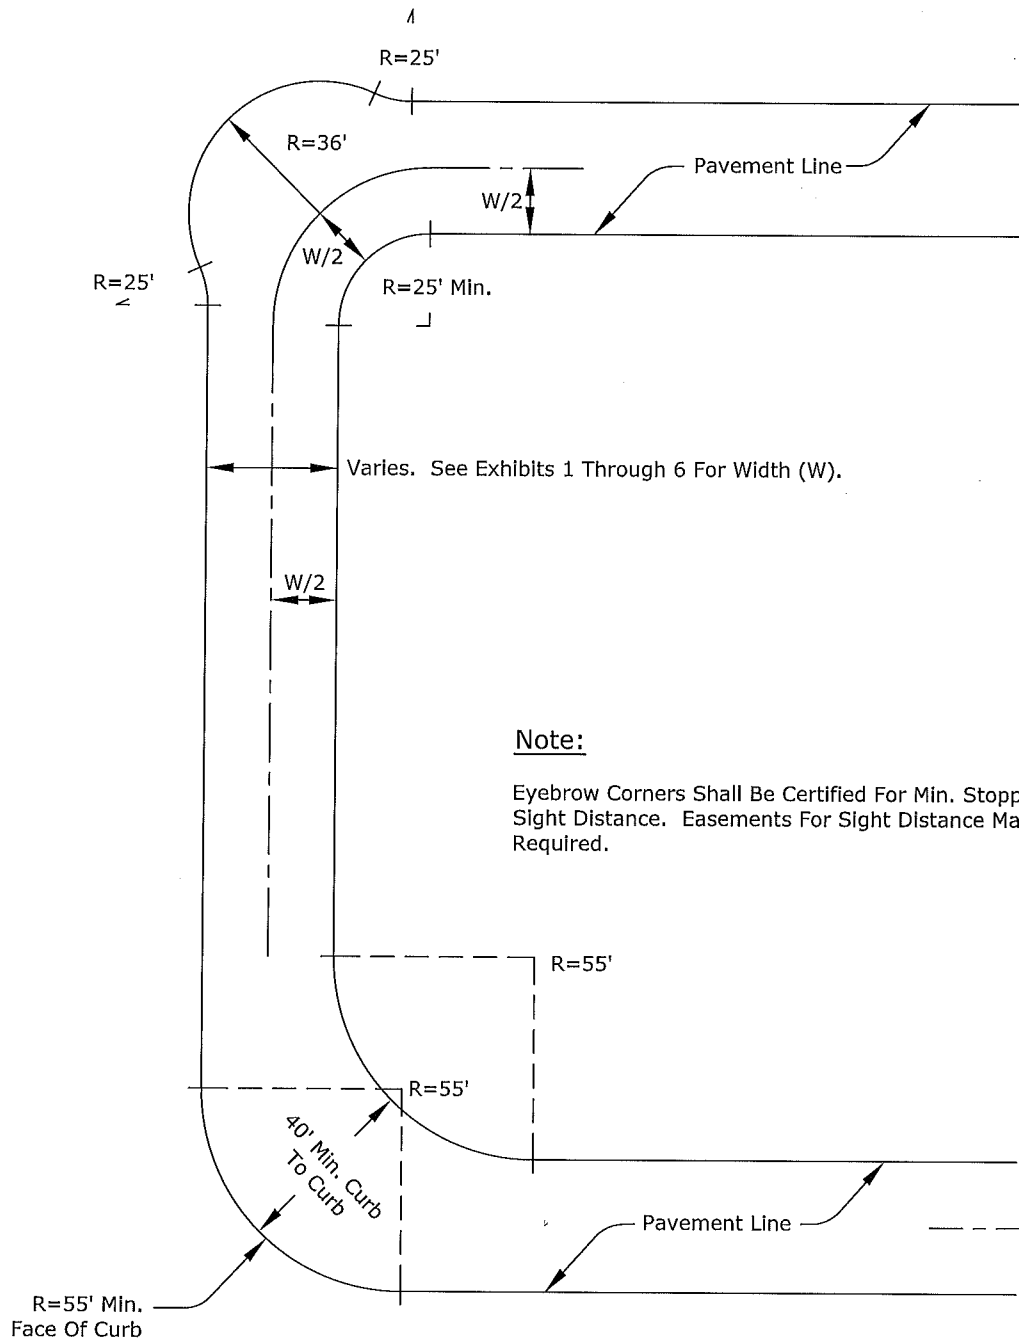 R=25'
R=36'
Pavement Line
W/2
W/2
R=25'
R=25' Min.
Varies. See Exhibits 1 Through 6 For Width (W).
W/2
Note:
Eyebrow Corners Shall Be Certified For Min.
Sight Distance. Easements For Sight Distance
Required.
R=55'
R=55'
40' Min. Curb
To Curb
Pavement Line
R=55' Min.
Face Of Curb